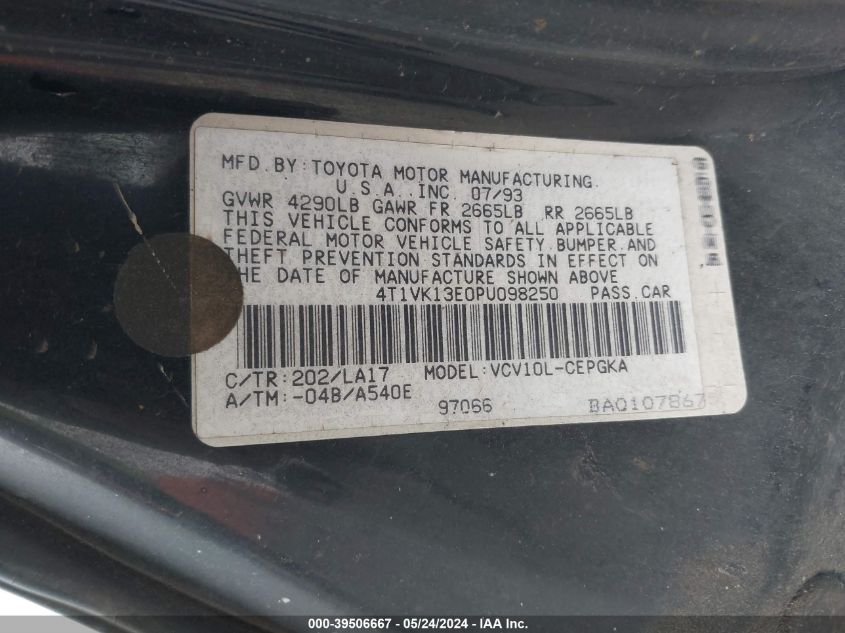 MFD. BY: TOYOTA MOTOR MANUFACTURING,
U.S.A., INC. 07/93
GVWR 4290LB GAWR FR 2665LB RR 2665LB
THIS VEHICLE CONFORMS TO ALL APPLICABLE
FEDERAL MOTOR VEHICLE SAFETY, BUMPER, AND
THEFT PREVENTION STANDARDS IN EFFECT ON
THE DATE OF MANUFACTURE SHOWN ABOVE
4T1VK13E0PU098250 PASS. CAR
C/TR: 202/LA17 MODEL: VCV10L-CEPGKA
A/TM: -04B/A540E
97066
000-39506667 - 05/24/2024 - IAA, Inc.